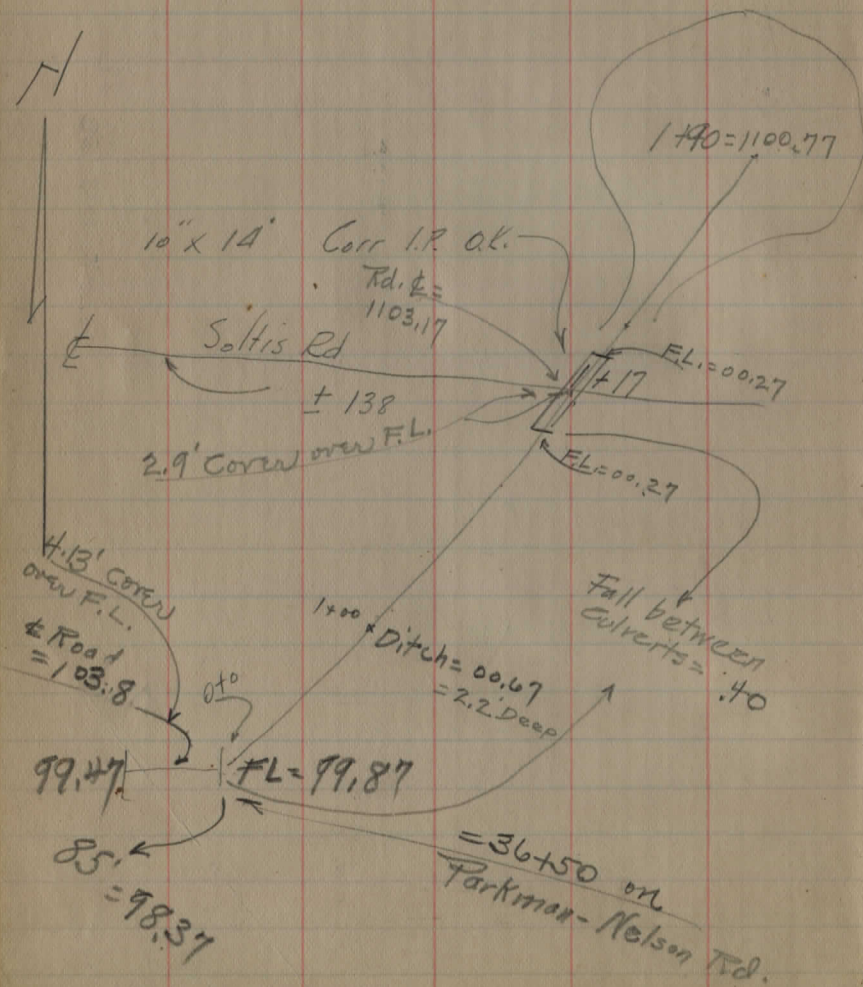 N
1+90=1100.77
10" x 14' Corr I.P. O.K.
Rd. ℄ =
1103.17
℄ Soltis Rd
F.L.=00.27
+17
± 138
2.9' Cover over F.L.
F.L.=00.27
4.13' Cover
over F.L.
℄ Road
=103.8
Fall between
Culverts= .40
1+00
Ditch= 00.67
=2.2' Deep
0+0
99.47
FL= 99.87
85'
=98.37
=36+50 on
Parkman-Nelson Rd.